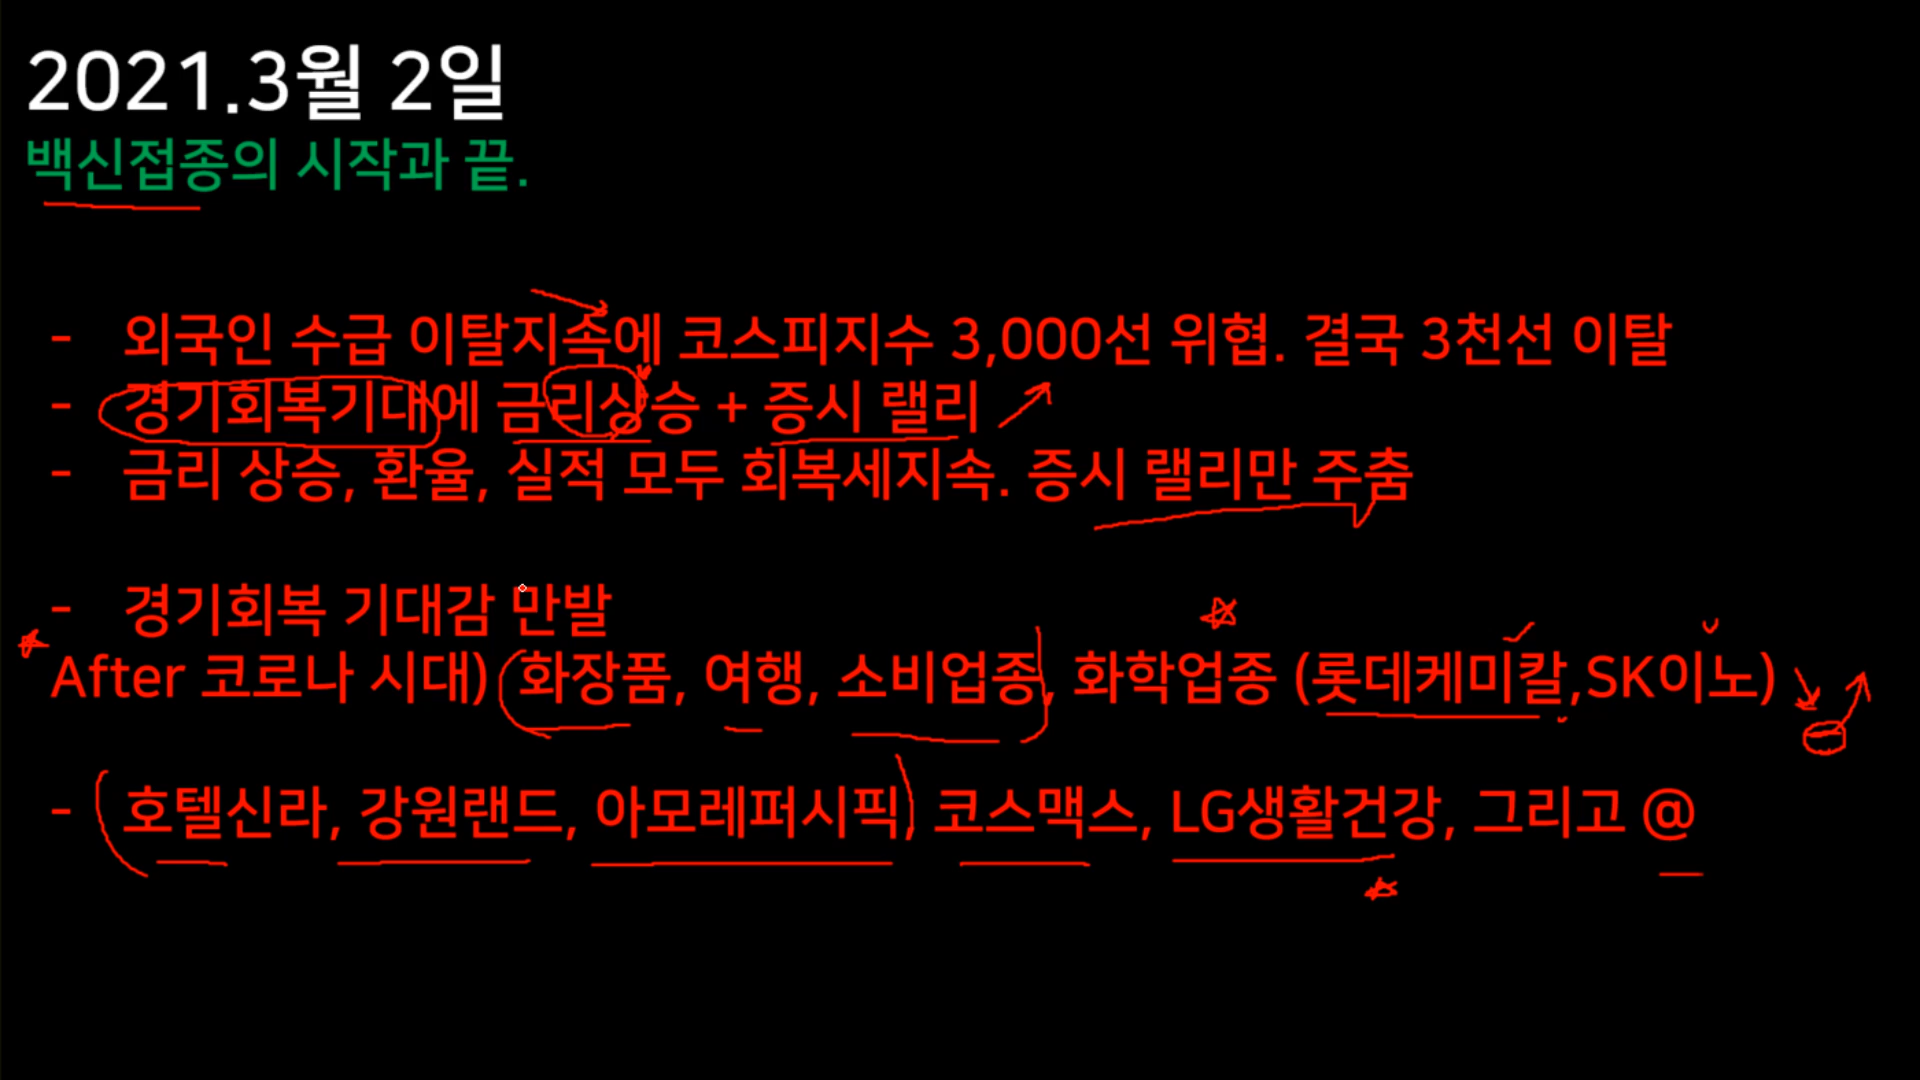 2021.3월 2일
백신접종의 시작과 끝.
- 외국인 수급 이탈지속에 코스피지수 3,000선 위협. 결국 3천선 이탈
- 경기회복기대에 금리상승 + 증시 랠리
- 금리 상승, 환율, 실적 모두 회복세지속. 증시 랠리만 주춤
- 경기회복 기대감 만발
After 코로나 시대) 화장품, 여행, 소비업종, 화학업종 (롯데케미칼,SK이노)
- 호텔신라, 강원랜드, 아모레퍼시픽, 코스맥스, LG생활건강, 그리고 @